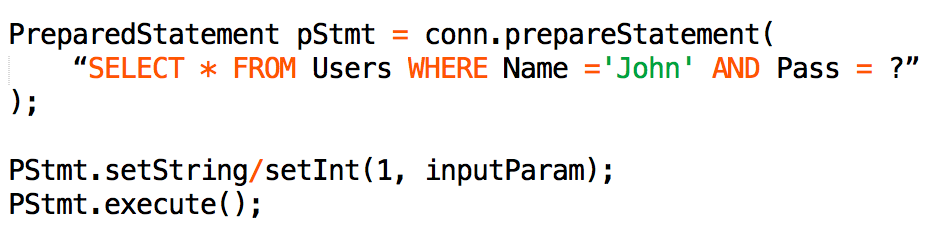 PreparedStatement pStmt = conn.prepareStatement(
“SELECT * FROM Users WHERE Name ='John' AND Pass = ?”
);
PStmt.setString/setInt(1, inputParam);
PStmt.execute();